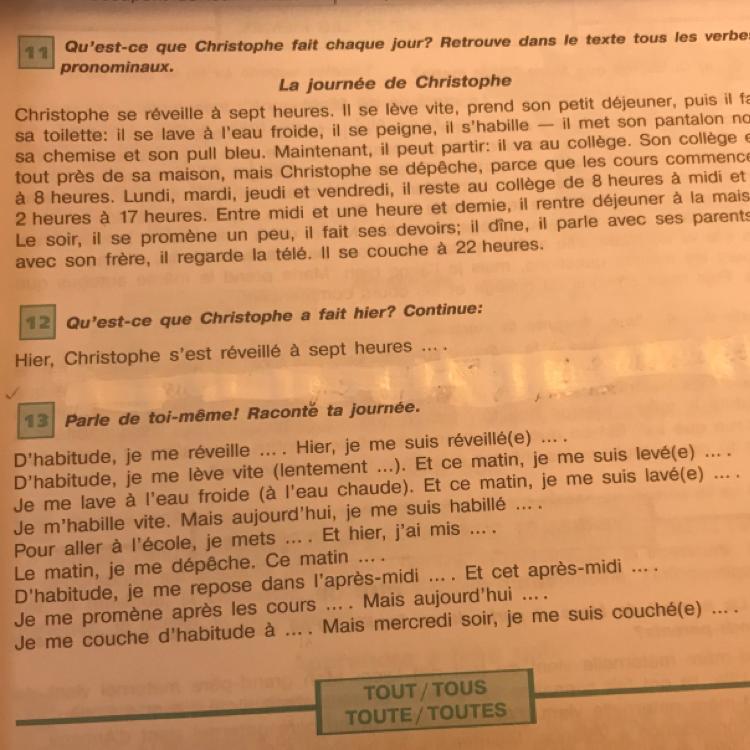 11 Qu'est-ce que Christophe fait chaque jour? Retrouve dans le texte tous les verbes
pronominaux.
La journée de Christophe
Christophe se réveille à sept heures. Il se lève vite, prend son petit déjeuner, puis il fa
sa toilette: il se lave à l'eau froide, il se peigne, il s'habille — il met son pantalon no
sa chemise et son pull bleu. Maintenant, il peut partir: il va au collège. Son collège e
tout près de sa maison, mais Christophe se dépêche, parce que les cours commence
à 8 heures. Lundi, mardi, jeudi et vendredi, il reste au collège de 8 heures à midi et
2 heures à 17 heures. Entre midi et une heure et demie, il rentre déjeuner à la mais
Le soir, il se promène un peu, il fait ses devoirs; il dîne, il parle avec ses parents
avec son frère, il regarde la télé. Il se couche à 22 heures.
12 Qu'est-ce que Christophe a fait hier? Continue:
Hier, Christophe s'est réveillé à sept heures ... .
13 Parle de toi-même! Raconte ta journée.
D'habitude, je me réveille ... . Hier, je me suis réveillé(e) ... .
D'habitude, je me lève vite (lentement ...). Et ce matin, je me suis levé(e) ... .
Je me lave à l'eau froide (à l'eau chaude). Et ce matin, je me suis lavé(e) ... .
Je m'habille vite. Mais aujourd'hui, je me suis habillé ... .
Pour aller à l'école, je mets ... . Et hier, j'ai mis ... .
Le matin, je me dépêche. Ce matin ... .
D'habitude, je me repose dans l'après-midi ... . Et cet après-midi ... .
Je me promène après les cours ... . Mais aujourd'hui ... .
Je me couche d'habitude à ... . Mais mercredi soir, je me suis couché(e) ... .
TOUT / TOUS
TOUTE / TOUTES